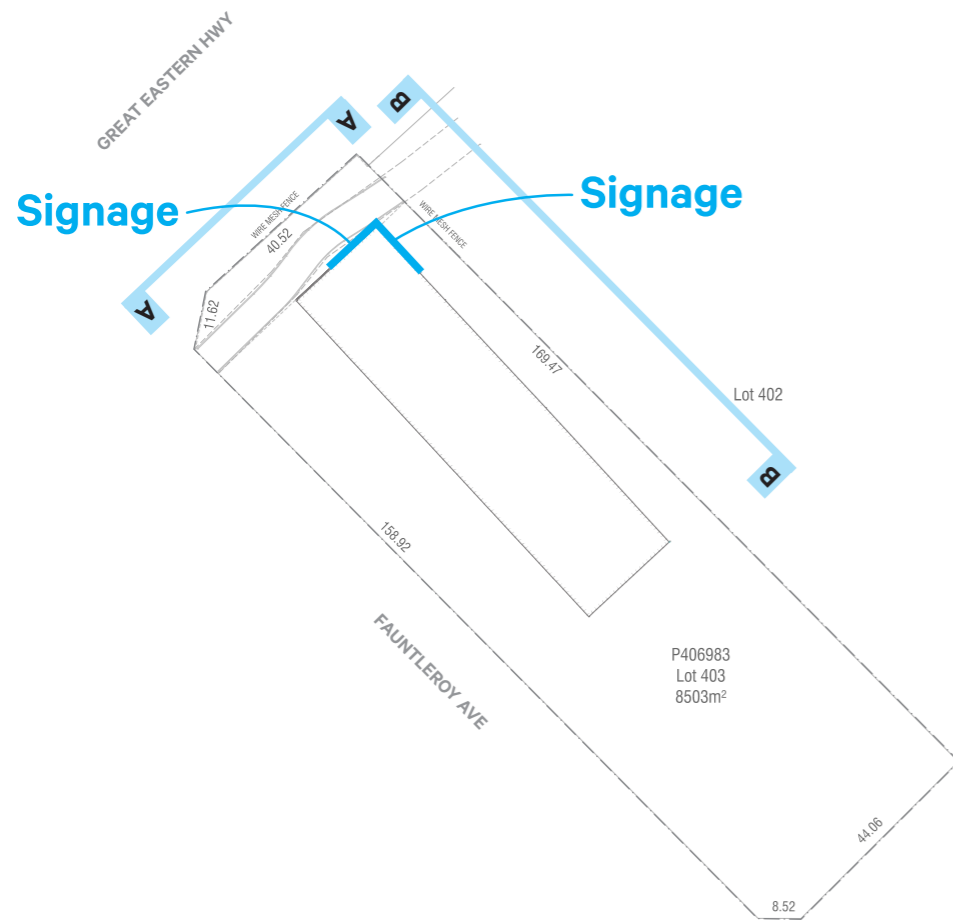 GREAT EASTERN HWY
A
B
Signage
WIRE MESH FENCE
40.52
Signage
WIRE MESH FENCE
A
11.62
169.47
Lot 402
B
158.92
FAUNTLEROY AVE
P406983
Lot 403
8503m²
44.06
8.52